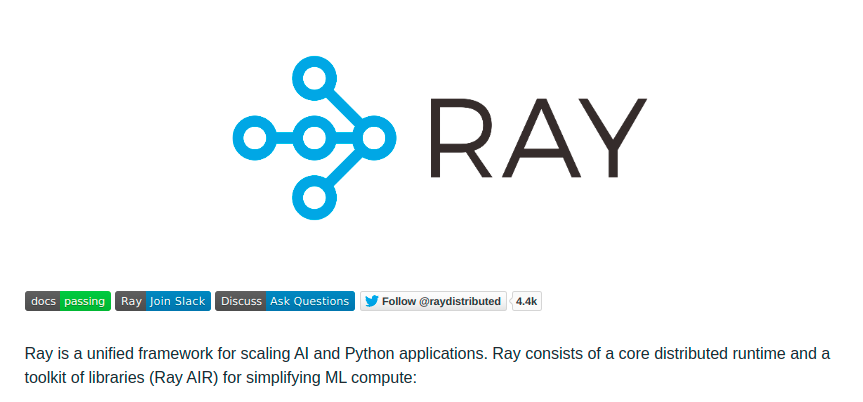 RAY
docs passing Ray Join Slack Discuss Ask Questions Follow @raydistributed 4.4k
Ray is a unified framework for scaling AI and Python applications. Ray consists of a core distributed runtime and a
toolkit of libraries (Ray AIR) for simplifying ML compute: